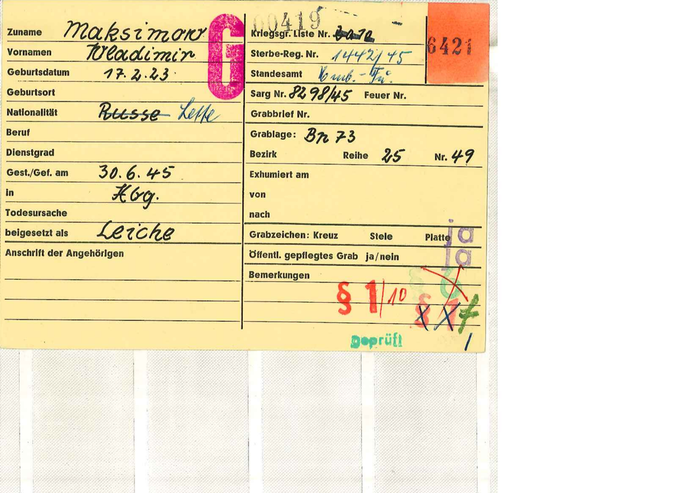 Zuname Maksimow
Vornamen Wladimir
Geburtsdatum 17.2.23
Geburtsort
Nationalität Russe Lette
Beruf
Dienstgrad
Gest./Gef. am 30.6.45
in Hbg.
Todesursache
beigesetzt als Leiche
Anschrift der Angehörigen
G
00419
Kriegsgr. Liste Nr.
6421
Sterbe-Reg. Nr. 1442/45
Standesamt
Sarg Nr. 8298/45 Feuer Nr.
Grabbrief Nr.
Grablage: Bn 73
Bezirk Reihe 25 Nr. 49
Exhumiert am
von
nach
Grabzeichen: Kreuz Stele Platte ja
Öffentl. gepflegtes Grab ja/nein ja
Bemerkungen
§ 1/10
§ 1
geprüft